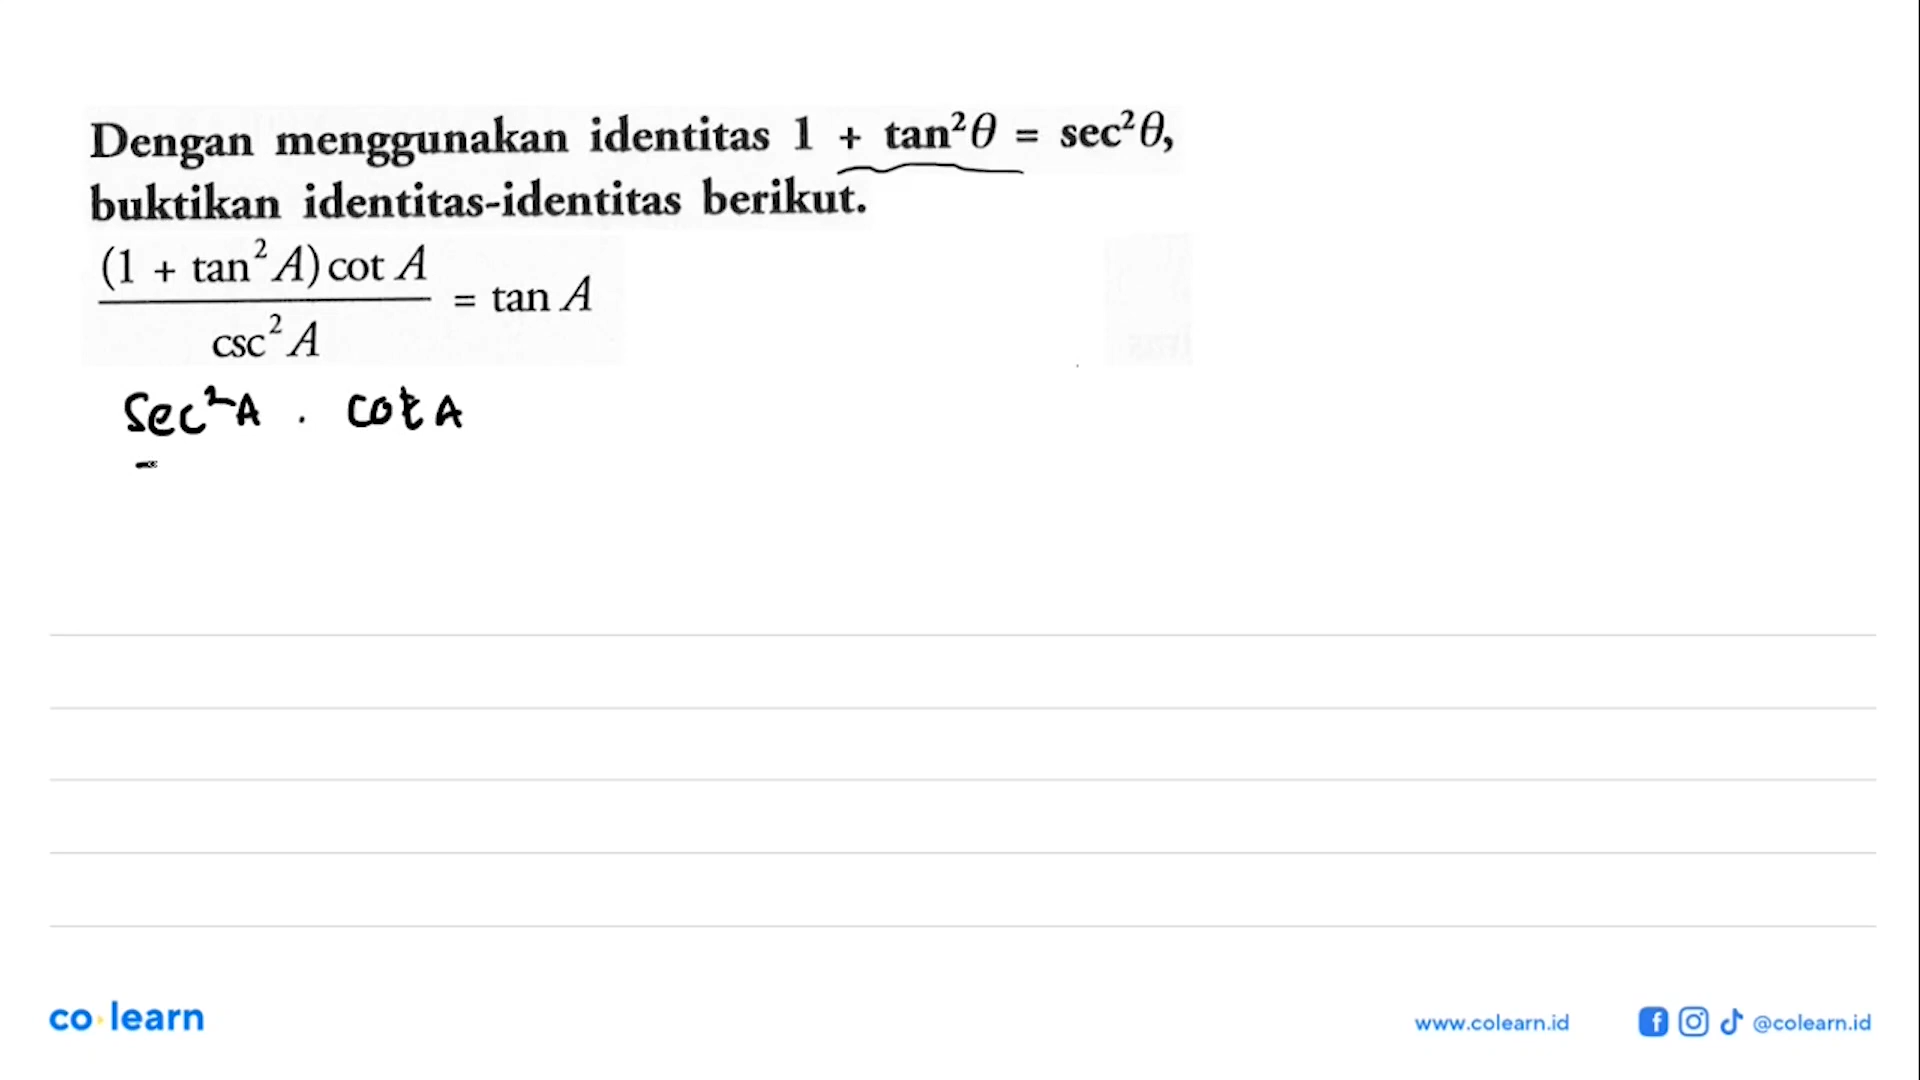 Dengan menggunakan identitas 1 + tan²θ = sec²θ,
buktikan identitas-identitas berikut.
(1 + tan² A) cot A
csc² A
= tan A
sec²A . cot A
co learn
www.colearn.id
@colearn.id